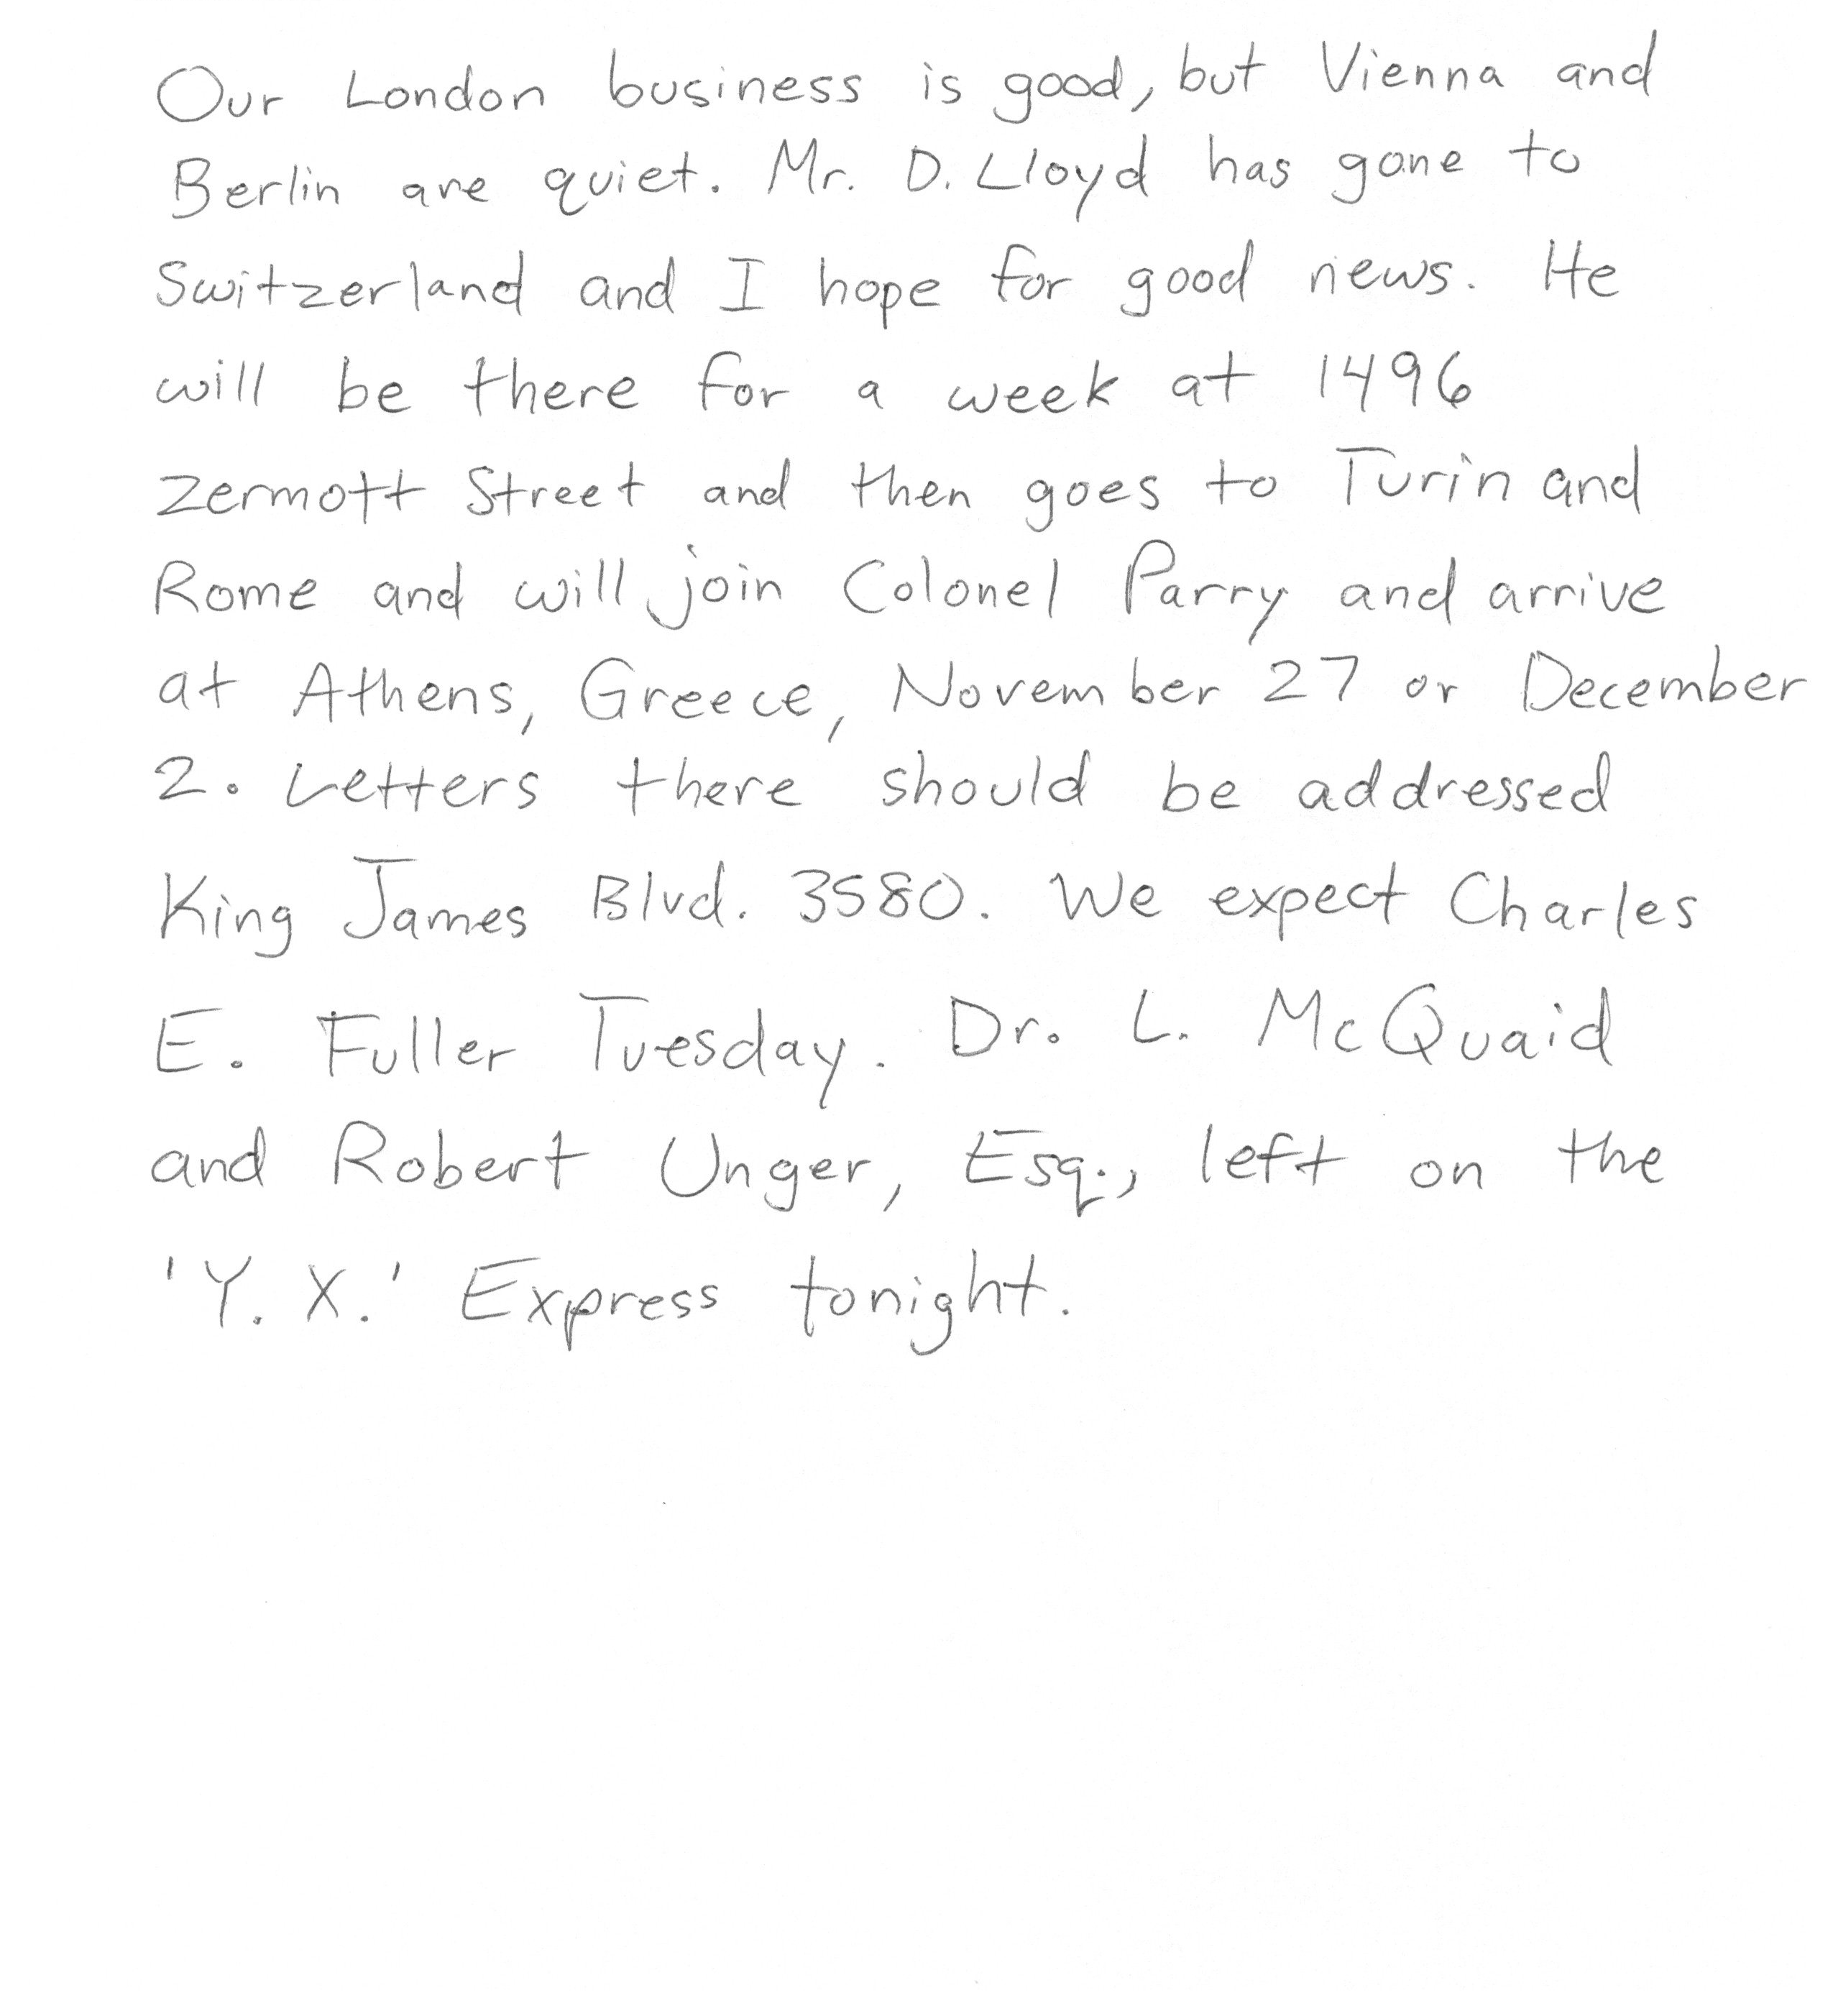 Our London business is good, but Vienna and
Berlin are quiet. Mr. D. Lloyd has gone to
Switzerland and I hope for good news. He
will be there for a week at 1496
Zermott Street and then goes to Turin and
Rome and will join Colonel Parry and arrive
at Athens, Greece, November 27 or December
2. Letters there should be addressed
King James Blvd. 3580. We expect Charles
E. Fuller Tuesday. Dr. L. McQuaid
and Robert Unger, Esq., left on the
'Y. X.' Express tonight.